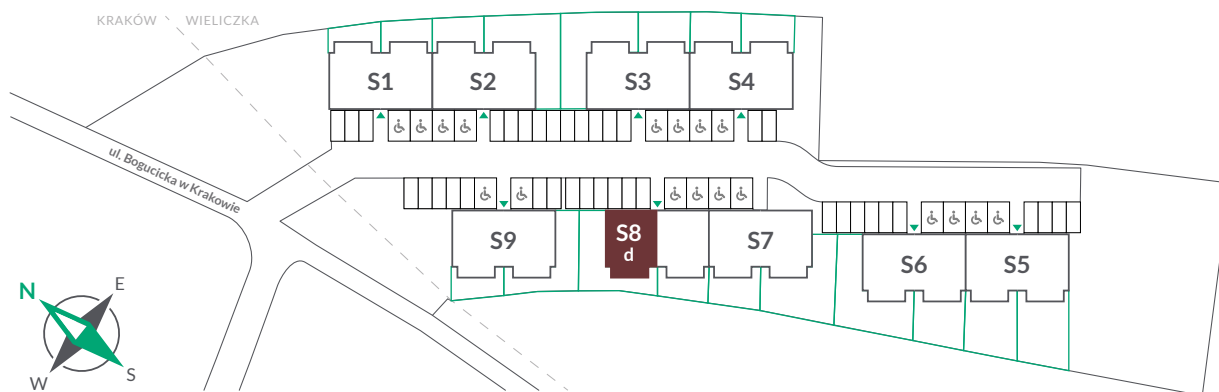 KRAKÓW WIELICZKA
S1 S2 S3 S4
ul. Bogucicka w Krakowie
S9 S8 S7
d
S6 S5
N E
W S